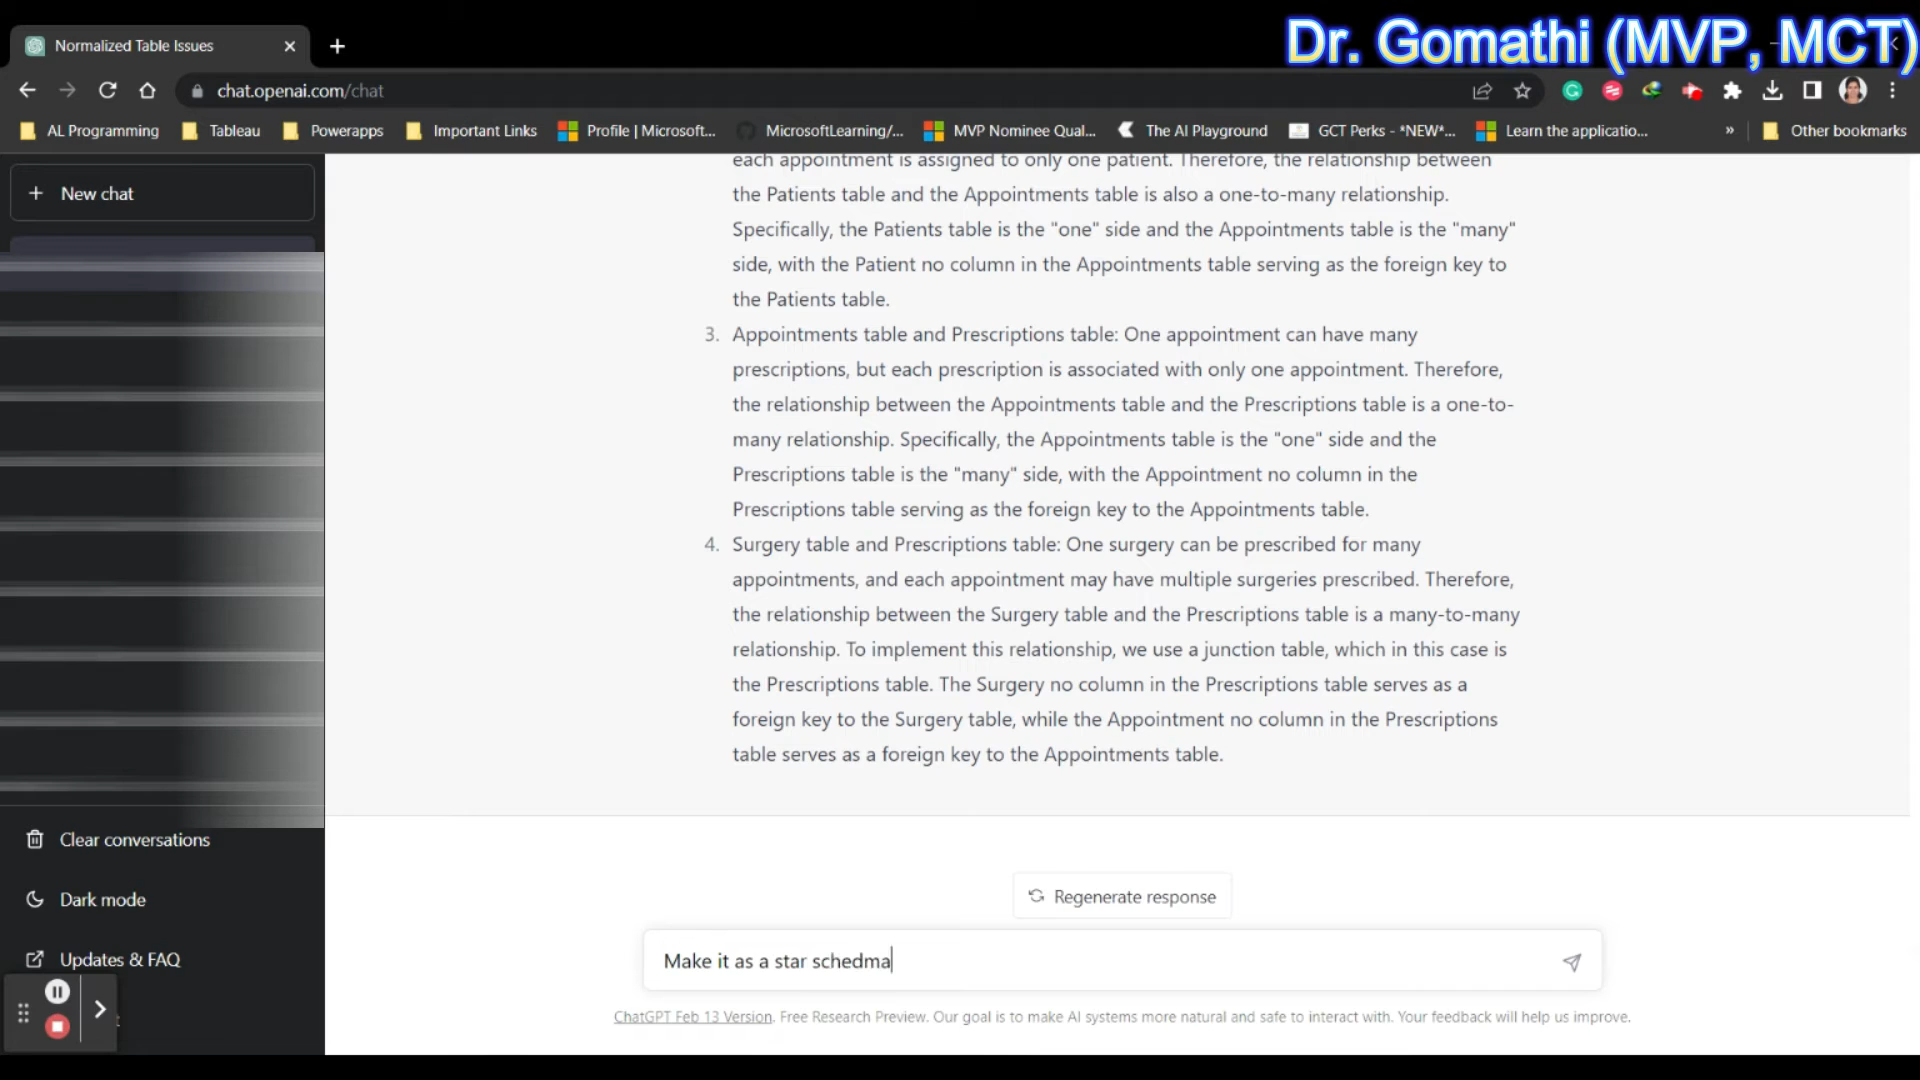 Dr. Gomathi (MVP, MCT)
Normalized Table Issues
chat.openai.com/chat
AL Programming
Tableau
Powerapps
Important Links
Profile | Microsoft...
MicrosoftLearning/...
MVP Nominee Qual...
The AI Playground
GCT Perks - *NEW*...
Learn the applicatio...
»
Other bookmarks
+ New chat
each appointment is assigned to only one patient. Therefore, the relationship between
the Patients table and the Appointments table is also a one-to-many relationship.
Specifically, the Patients table is the "one" side and the Appointments table is the "many"
side, with the Patient no column in the Appointments table serving as the foreign key to
the Patients table.
3. Appointments table and Prescriptions table: One appointment can have many
prescriptions, but each prescription is associated with only one appointment. Therefore,
the relationship between the Appointments table and the Prescriptions table is a one-to-
many relationship. Specifically, the Appointments table is the "one" side and the
Prescriptions table is the "many" side, with the Appointment no column in the
Prescriptions table serving as the foreign key to the Appointments table.
4. Surgery table and Prescriptions table: One surgery can be prescribed for many
appointments, and each appointment may have multiple surgeries prescribed. Therefore,
the relationship between the Surgery table and the Prescriptions table is a many-to-many
relationship. To implement this relationship, we use a junction table, which in this case is
the Prescriptions table. The Surgery no column in the Prescriptions table serves as a
foreign key to the Surgery table, while the Appointment no column in the Prescriptions
table serves as a foreign key to the Appointments table.
Clear conversations
Dark mode
Updates & FAQ
Regenerate response
Make it as a star schedma
ChatGPT Feb 13 Version. Free Research Preview. Our goal is to make AI systems more natural and safe to interact with. Your feedback will help us improve.